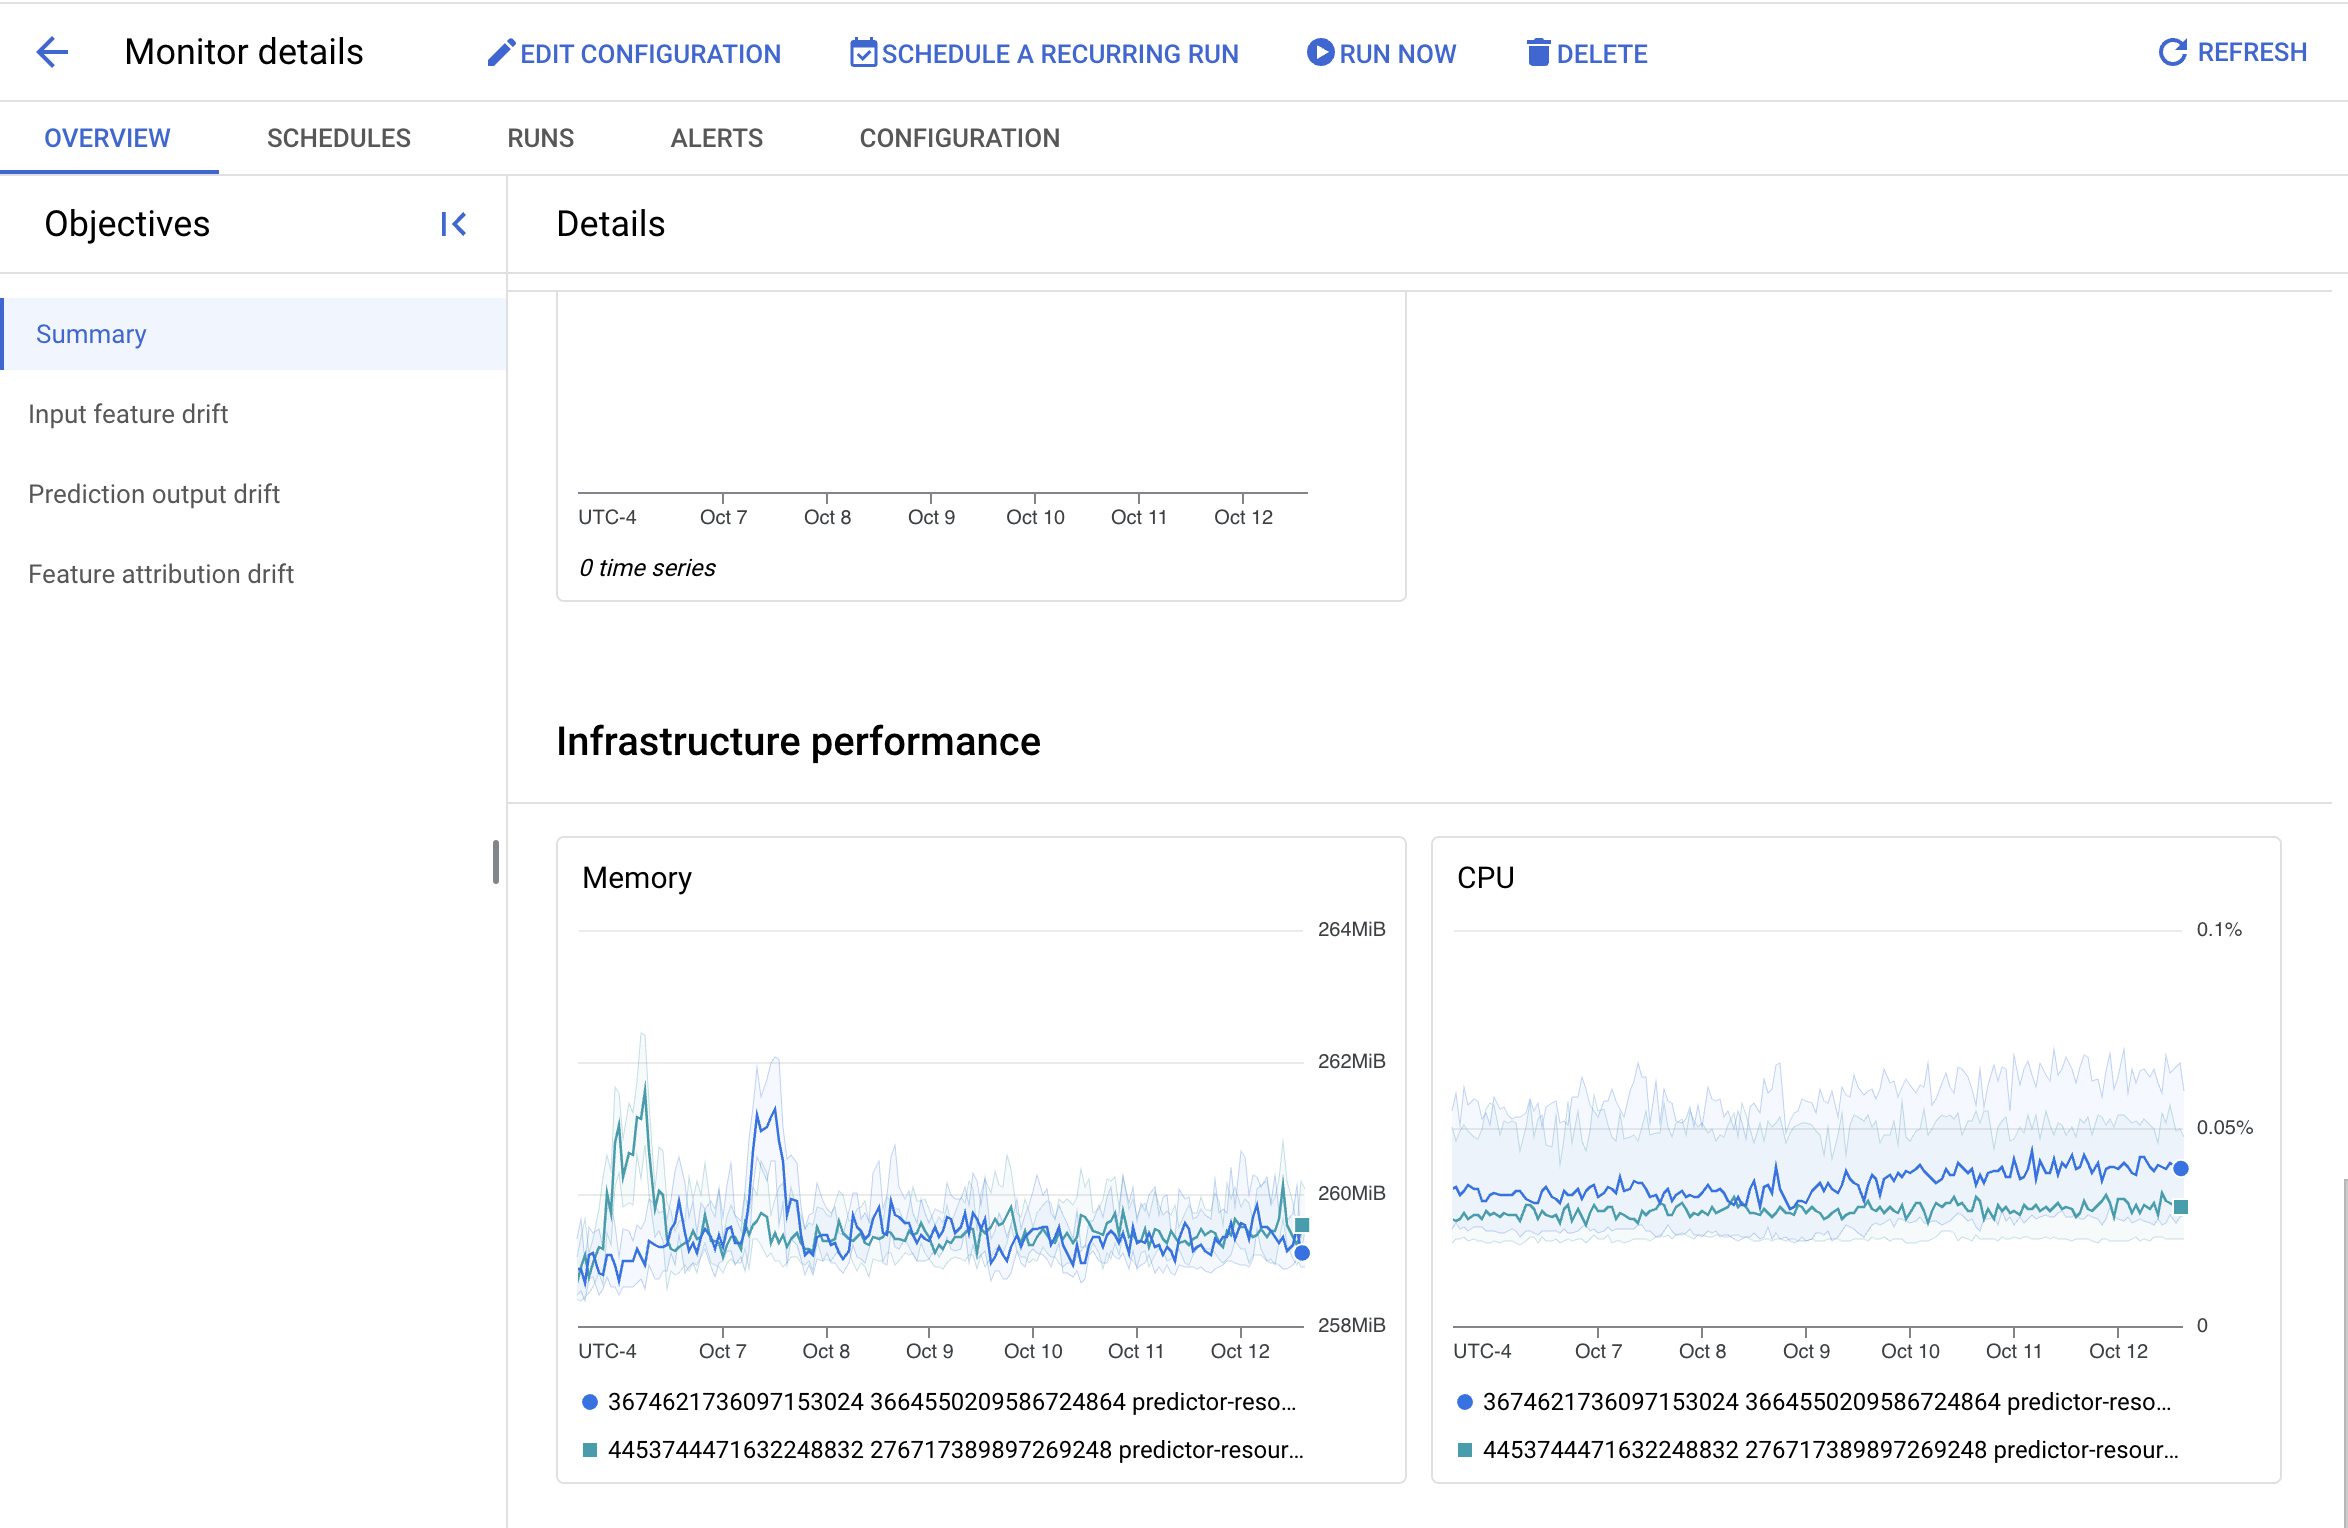 Monitor details EDIT CONFIGURATION SCHEDULE A RECURRING RUN RUN NOW DELETE REFRESH
OVERVIEW SCHEDULES RUNS ALERTS CONFIGURATION
Objectives
Details
Summary
Input feature drift
Prediction output drift
Feature attribution drift
UTC-4 Oct 7 Oct 8 Oct 9 Oct 10 Oct 11 Oct 12
0 time series
Infrastructure performance
Memory
264MiB
262MiB
260MiB
258MiB
UTC-4 Oct 7 Oct 8 Oct 9 Oct 10 Oct 11 Oct 12
3674621736097153024 3664550209586724864 predictor-reso...
4453744471632248832 276717389897269248 predictor-resour...
CPU
0.1%
0.05%
0
UTC-4 Oct 7 Oct 8 Oct 9 Oct 10 Oct 11 Oct 12
3674621736097153024 3664550209586724864 predictor-reso...
4453744471632248832 276717389897269248 predictor-resour...